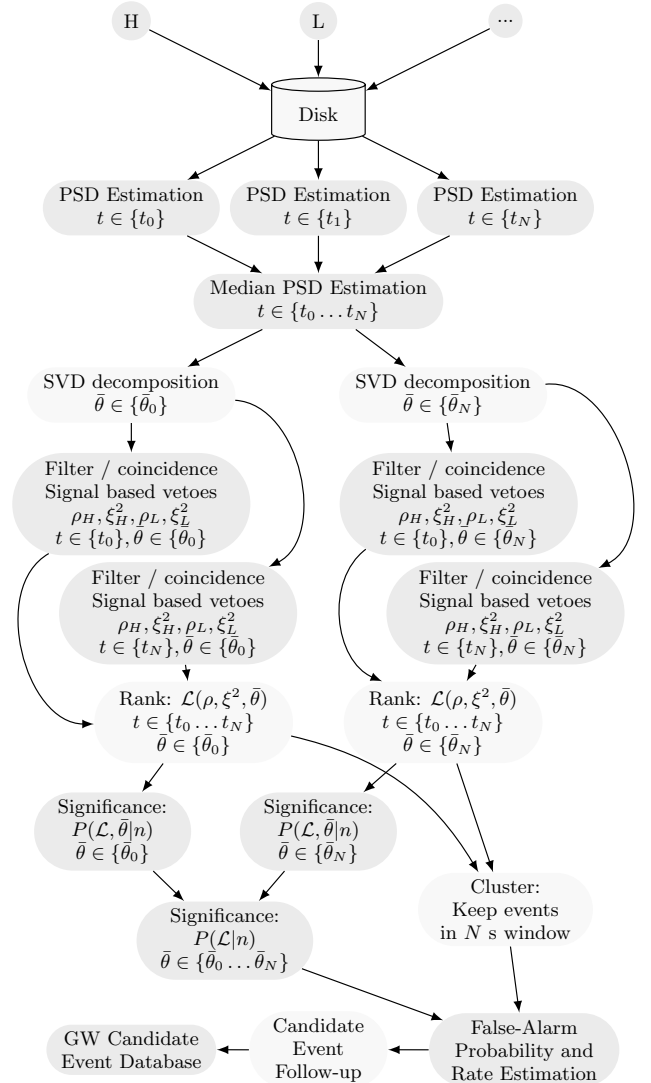 H
L
...
Disk
PSD Estimation
t ∈ {t₀}
PSD Estimation
t ∈ {t₁}
PSD Estimation
t ∈ {t_N}
Median PSD Estimation
t ∈ {t₀ … t_N}
SVD decomposition
θ̄ ∈ {θ̄₀}
SVD decomposition
θ̄ ∈ {θ̄_N}
Filter / coincidence
Signal based vetoes
ρ_H, ξ²_H, ρ_L, ξ²_L
t ∈ {t₀}, θ̄ ∈ {θ̄₀}
Filter / coincidence
Signal based vetoes
ρ_H, ξ²_H, ρ_L, ξ²_L
t ∈ {t₀}, θ̄ ∈ {θ̄_N}
Filter / coincidence
Signal based vetoes
ρ_H, ξ²_H, ρ_L, ξ²_L
t ∈ {t_N}, θ̄ ∈ {θ̄₀}
Filter / coincidence
Signal based vetoes
ρ_H, ξ²_H, ρ_L, ξ²_L
t ∈ {t_N}, θ̄ ∈ {θ̄_N}
Rank: ℒ(ρ, ξ², θ̄)
t ∈ {t₀ … t_N}
θ̄ ∈ {θ̄₀}
Rank: ℒ(ρ, ξ², θ̄)
t ∈ {t₀ … t_N}
θ̄ ∈ {θ̄_N}
Significance:
P(ℒ, θ̄|n)
θ̄ ∈ {θ̄₀}
Significance:
P(ℒ, θ̄|n)
θ̄ ∈ {θ̄_N}
Cluster:
Keep events
in N s window
Significance:
P(ℒ|n)
θ̄ ∈ {θ̄₀ … θ̄_N}
GW Candidate
Event Database
Candidate
Event
Follow-up
False-Alarm
Probability and
Rate Estimation